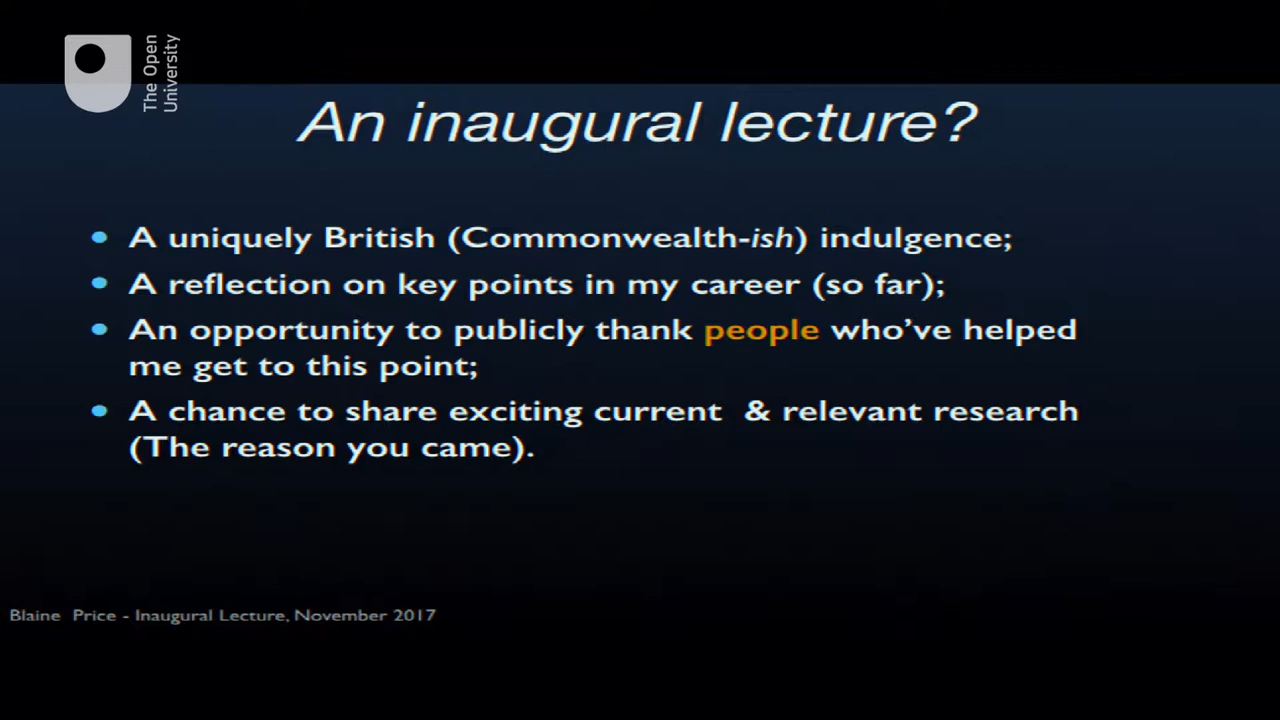 The Open
University
An inaugural lecture?
• A uniquely British (Commonwealth-ish) indulgence;
• A reflection on key points in my career (so far);
• An opportunity to publicly thank people who’ve helped
me get to this point;
• A chance to share exciting current & relevant research
(The reason you came).
Blaine Price - Inaugural Lecture, November 2017